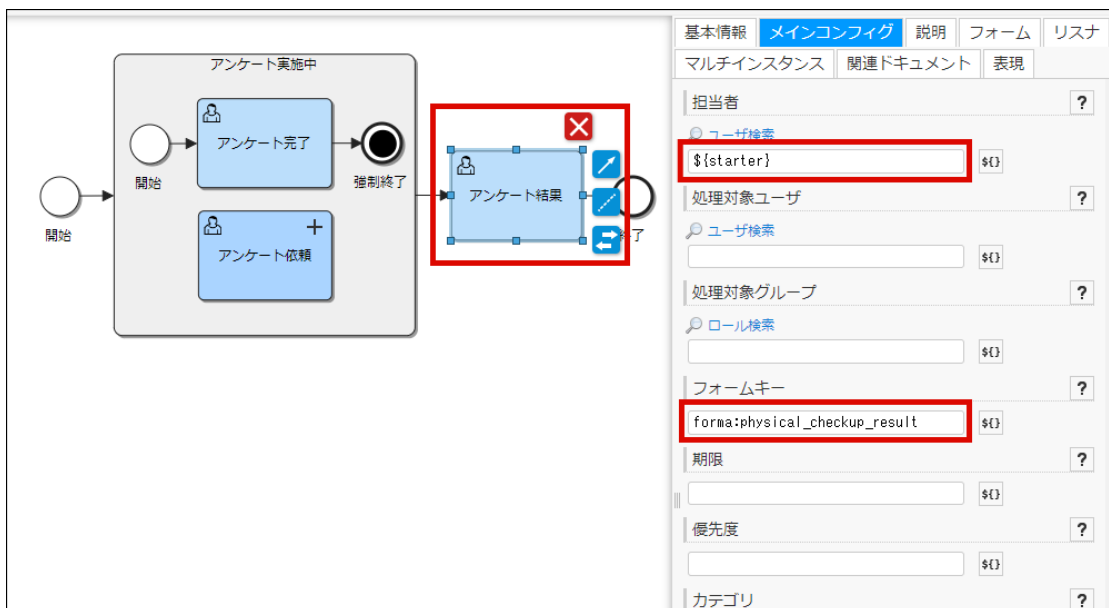 アンケート実施中
アンケート完了
開始
強制終了
アンケート依頼
開始
アンケート結果
終了
基本情報 メインコンフィグ 説明 フォーム リスナ
マルチインスタンス 関連ドキュメント 表現
担当者 ?
ユーザ検索
${starter} ${}
処理対象ユーザ ?
ユーザ検索
${}
処理対象グループ ?
ロール検索
${}
フォームキー ?
forma:physical_checkup_result ${}
期限 ?
${}
優先度 ?
${}
カテゴリ ?